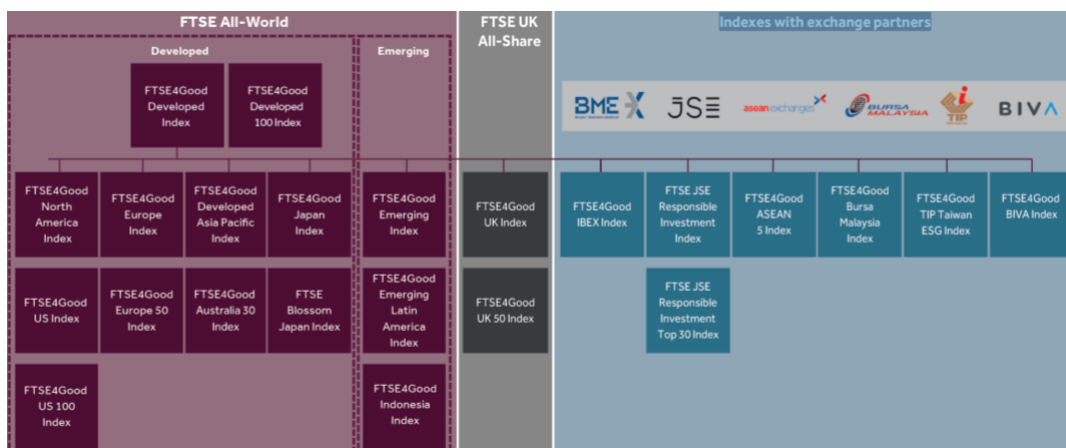 FTSE All-World
FTSE UK
All-Share
Indexes with exchange partners
Developed
Emerging
FTSE4Good
Developed
Index
FTSE4Good
Developed
100 Index
BME
JSE
asean exchanges
BURSA
MALAYSIA
TIP
BIVA
FTSE4Good
North
America
Index
FTSE4Good
Europe
Index
FTSE4Good
Developed
Asia Pacific
Index
FTSE4Good
Japan
Index
FTSE4Good
Emerging
Index
FTSE4Good
UK Index
FTSE4Good
IBEX Index
FTSE JSE
Responsible
Investment
Index
FTSE4Good
ASEAN
5 Index
FTSE4Good
Bursa
Malaysia
Index
FTSE4Good
TIP Taiwan
ESG Index
FTSE4Good
BIVA Index
FTSE4Good
US Index
FTSE4Good
Europe 50
Index
FTSE4Good
Australia 30
Index
FTSE
Blossom
Japan Index
FTSE4Good
Emerging
Latin
America
Index
FTSE4Good
UK 50 Index
FTSE JSE
Responsible
Investment
Top 30 Index
FTSE4Good
US 100
Index
FTSE4Good
Indonesia
Index